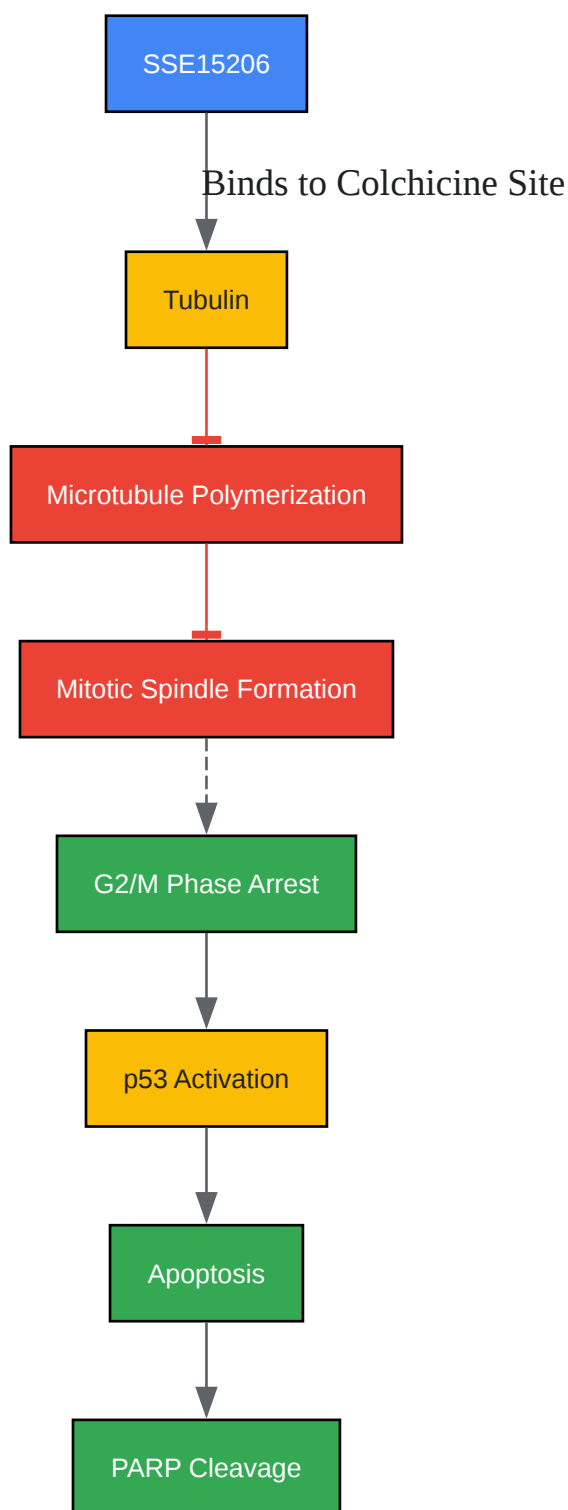 SSE15206
Binds to Colchicine Site
Tubulin
Microtubule Polymerization
Mitotic Spindle Formation
G2/M Phase Arrest
p53 Activation
Apoptosis
PARP Cleavage